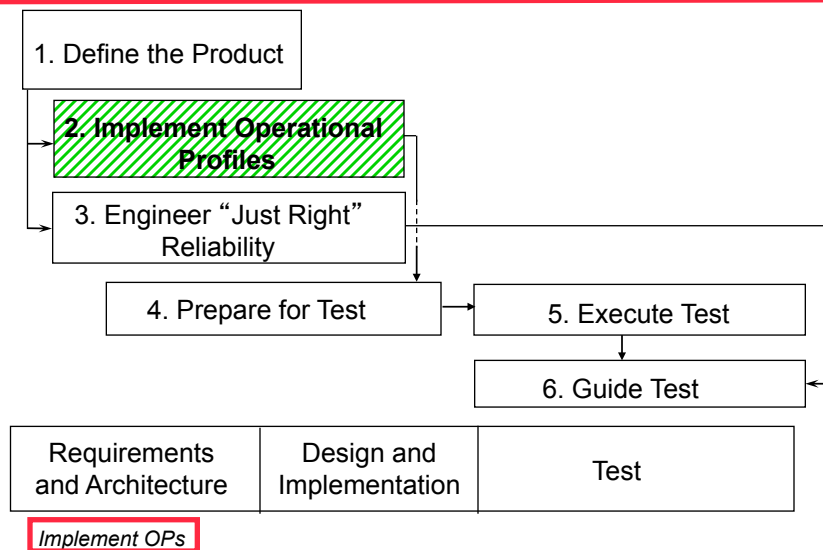 1. Define the Product
2. Implement Operational
Profiles
3. Engineer “Just Right”
Reliability
4. Prepare for Test
5. Execute Test
6. Guide Test
Requirements
and Architecture
Design and
Implementation
Test
Implement OPs